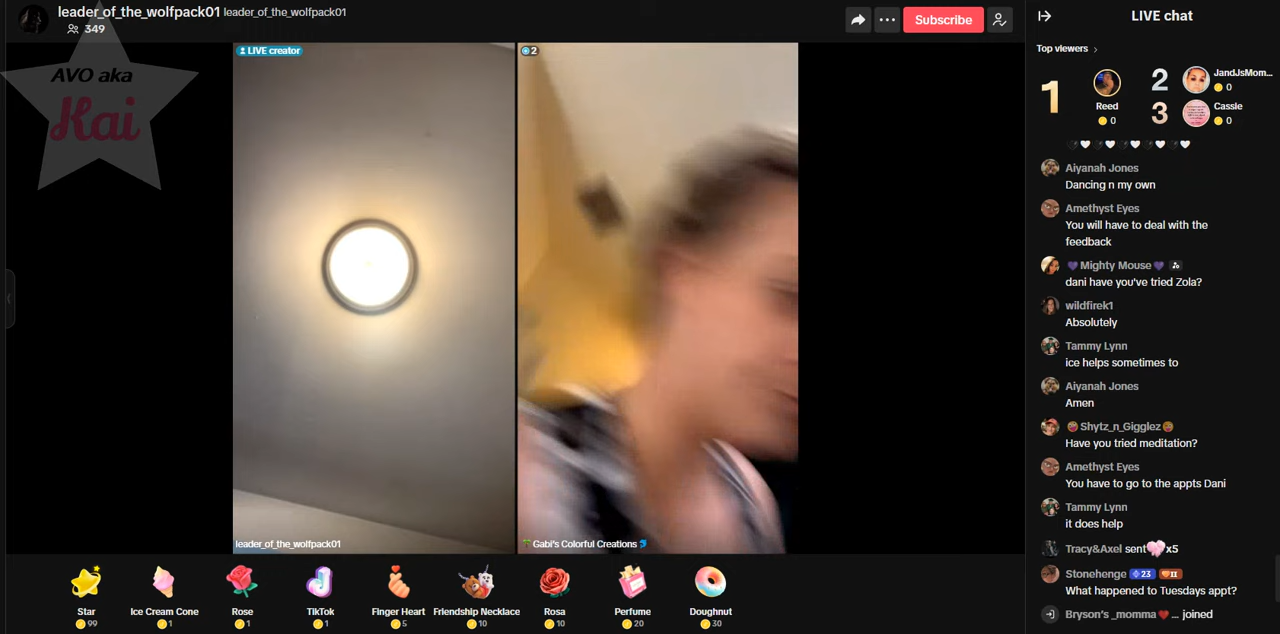 leader_of_the_wolfpack01 leader_of_the_wolfpack01
349
Subscribe
AVO aka
Kai
LIVE creator
2
leader_of_the_wolfpack01
Gabi's Colorful Creations
Star
99
Ice Cream Cone
1
Rose
1
TikTok
1
Finger Heart
5
Friendship Necklace
10
Rosa
10
Perfume
20
Doughnut
30
LIVE chat
Top viewers
1
Reed
0
2
JandJsMom...
0
3
Cassie
0
Aiyanah Jones
Dancing n my own
Amethyst Eyes
You will have to deal with the
feedback
Mighty Mouse
dani have you've tried Zola?
wildfirek1
Absolutely
Tammy Lynn
ice helps sometimes to
Aiyanah Jones
Amen
Shytz_n_Gigglez
Have you tried meditation?
Amethyst Eyes
You have to go to the appts Dani
Tammy Lynn
it does help
Tracy&Axel sent x5
Stonehenge 23 II
What happened to Tuesdays appt?
Bryson's _momma ... joined